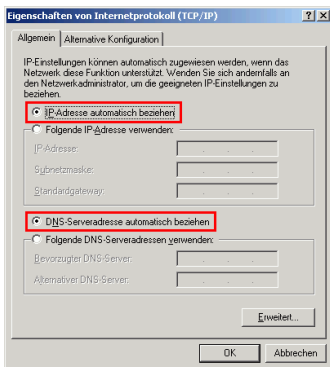 Eigenschaften von Internetprotokoll (TCP/IP)
Allgemein
Alternative Konfiguration
IP-Einstellungen können automatisch zugewiesen werden, wenn das
Netzwerk diese Funktion unterstützt. Wenden Sie sich andernfalls an
den Netzwerkadministrator, um die geeigneten IP-Einstellungen zu
beziehen.
IP-Adresse automatisch beziehen
Folgende IP-Adresse verwenden:
IP-Adresse:
Subnetzmaske:
Standardgateway:
DNS-Serveradresse automatisch beziehen
Folgende DNS-Serveradressen verwenden:
Bevorzugter DNS-Server:
Alternativer DNS-Server:
Erweitert...
OK
Abbrechen